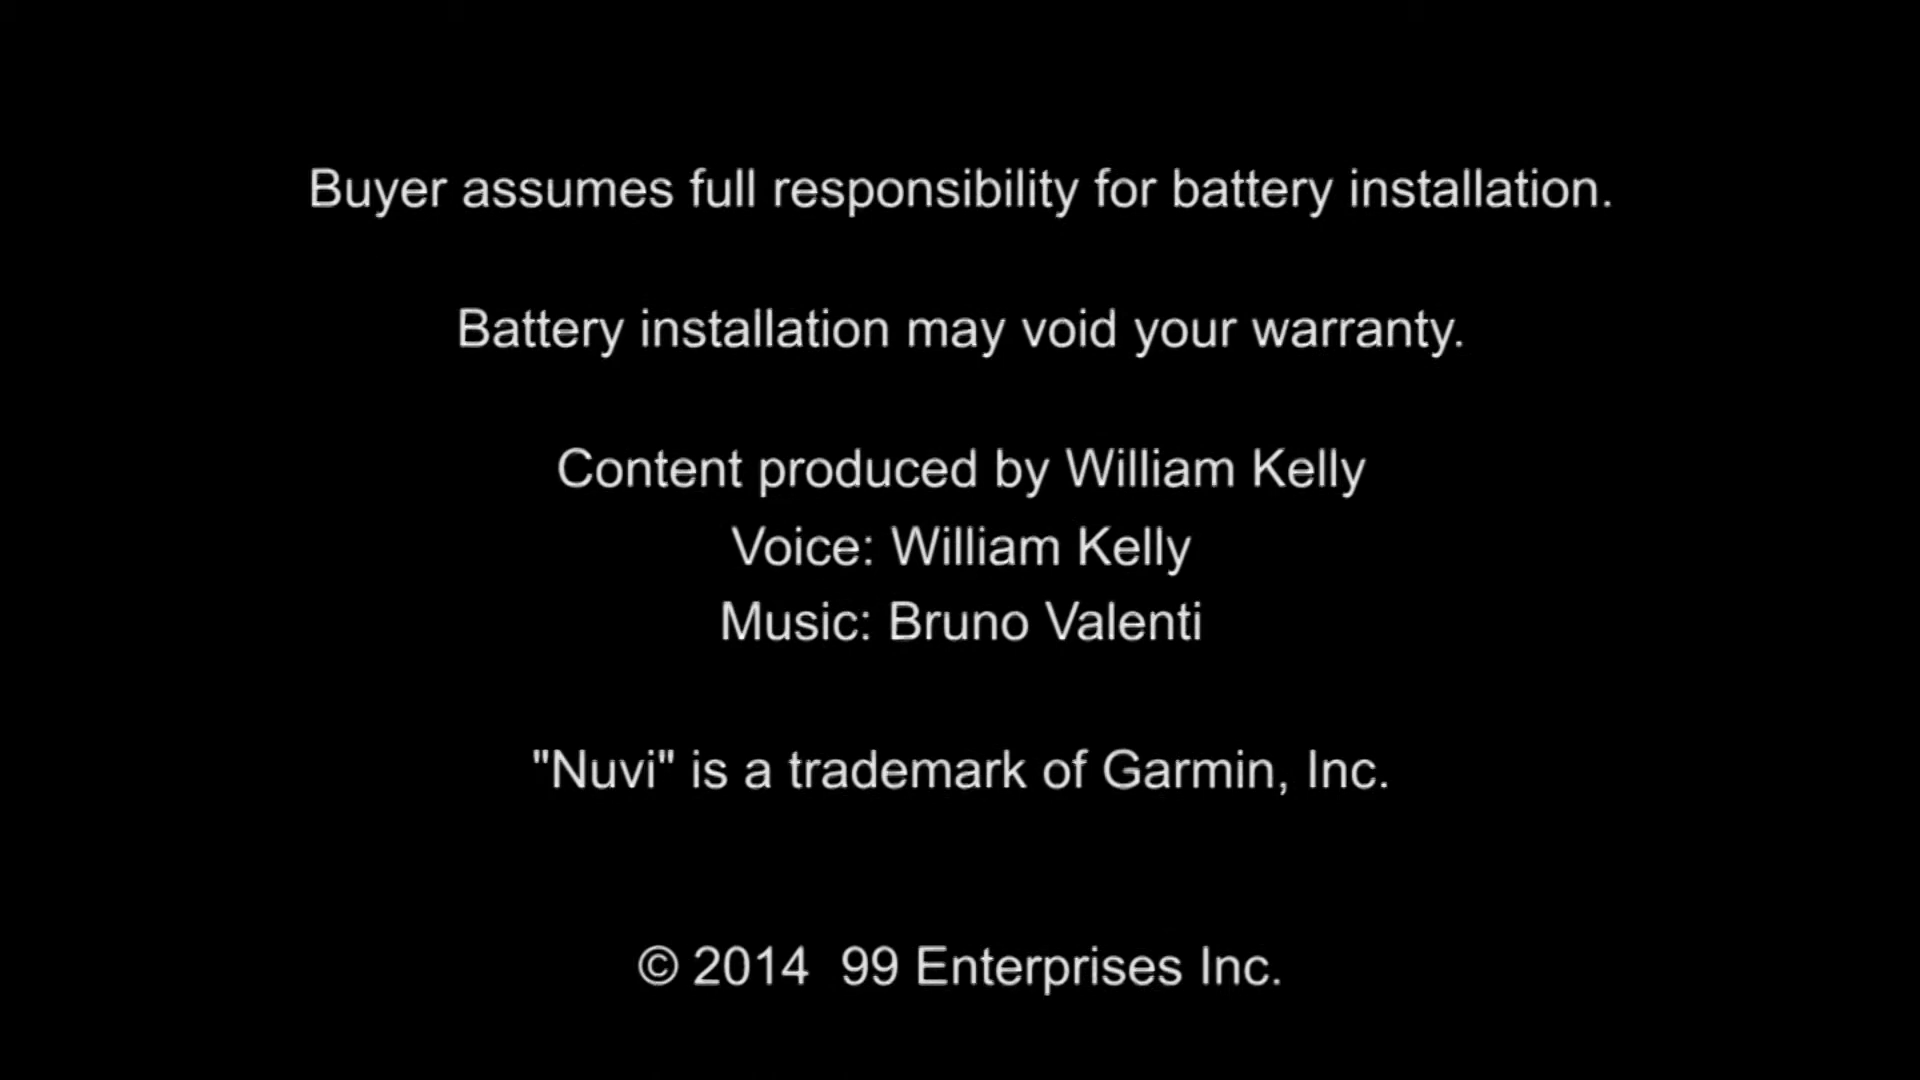 Buyer assumes full responsibility for battery installation.
Battery installation may void your warranty.
Content produced by William Kelly
Voice: William Kelly
Music: Bruno Valenti
"Nuvi" is a trademark of Garmin, Inc.
© 2014  99 Enterprises Inc.